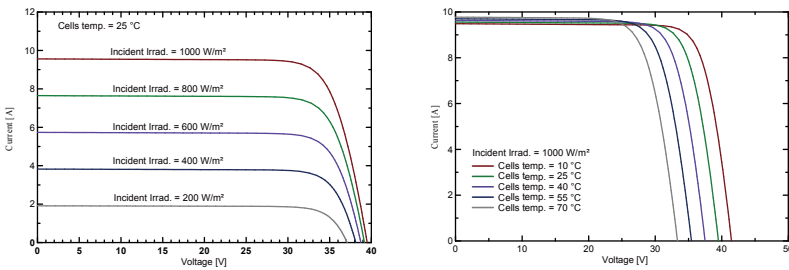 12
10
8
6
4
2
0
Current [A]
Cells temp. = 25 °C
Incident Irrad. = 1000 W/m²
Incident Irrad. = 800 W/m²
Incident Irrad. = 600 W/m²
Incident Irrad. = 400 W/m²
Incident Irrad. = 200 W/m²
0 5 10 15 20 25 30 35 40
Voltage [V]
10
8
6
4
2
0
Current [A]
Incident Irrad. = 1000 W/m²
Cells temp. = 10 °C
Cells temp. = 25 °C
Cells temp. = 40 °C
Cells temp. = 55 °C
Cells temp. = 70 °C
0 10 20 30 40 50
Voltage [V]